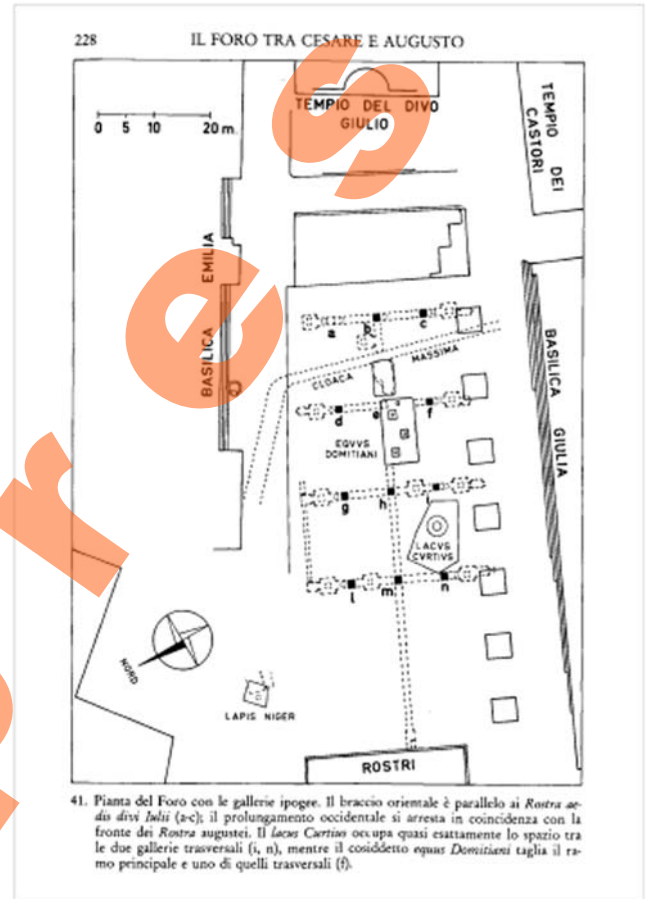 228
IL FORO TRA CESARE E AUGUSTO
0 5 10 20 m.
TEMPIO DEL DIVO
GIULIO
TEMPIO DEI
CASTORI
BASILICA EMILIA
BASILICA GIULIA
a
b
c
CLOACA MASSIMA
d
e
f
EQVVS
DOMITIANI
g
h
i
LACVS
CVRTIVS
l
m
n
NORD
LAPIS NIGER
ROSTRI
41. Pianta del Foro con le gallerie ipogee. Il braccio orientale è parallelo ai Rostra ae-
dis divi Iulii (a-c); il prolungamento occidentale si arresta in coincidenza con la
fronte dei Rostra augustei. Il lacus Curtius occupa quasi esattamente lo spazio tra
le due gallerie trasversali (i, n), mentre il cosiddetto equus Domitiani taglia il ra-
mo principale e uno di quelli trasversali (f).
r e s